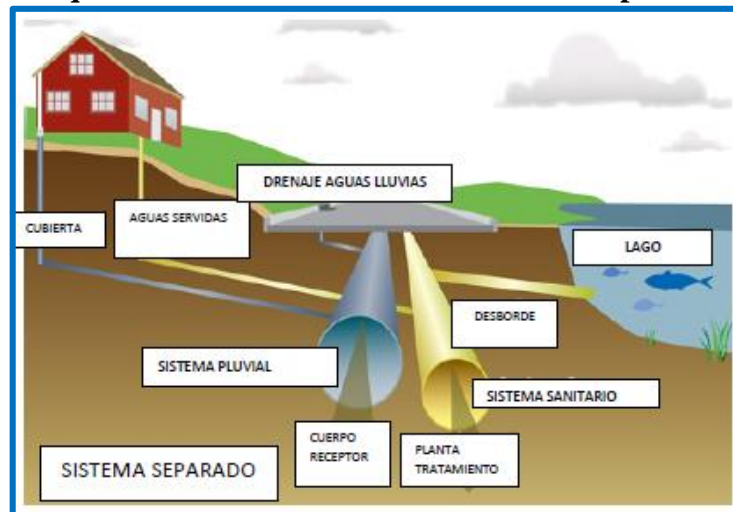 DRENAJE AGUAS LLUVIAS
CUBIERTA
AGUAS SERVIDAS
LAGO
DESBORDE
SISTEMA PLUVIAL
SISTEMA SANITARIO
CUERPO
RECEPTOR
PLANTA
TRATAMIENTO
SISTEMA SEPARADO